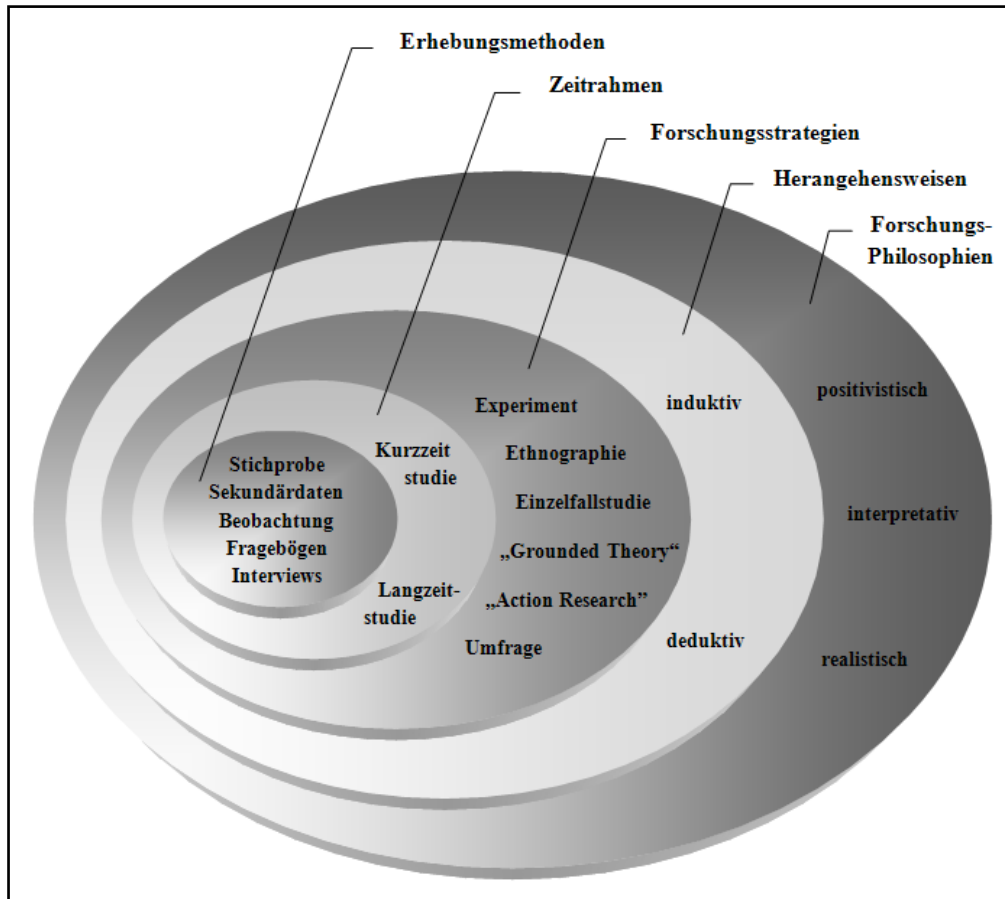 Erhebungsmethoden
Zeitrahmen
Forschungsstrategien
Herangehensweisen
Forschungs-
Philosophien
Stichprobe
Sekundärdaten
Beobachtung
Fragebögen
Interviews
Kurzzeit
studie
Langzeit-
studie
Experiment
Ethnographie
Einzelfallstudie
„Grounded Theory“
„Action Research”
Umfrage
induktiv
deduktiv
positivistisch
interpretativ
realistisch